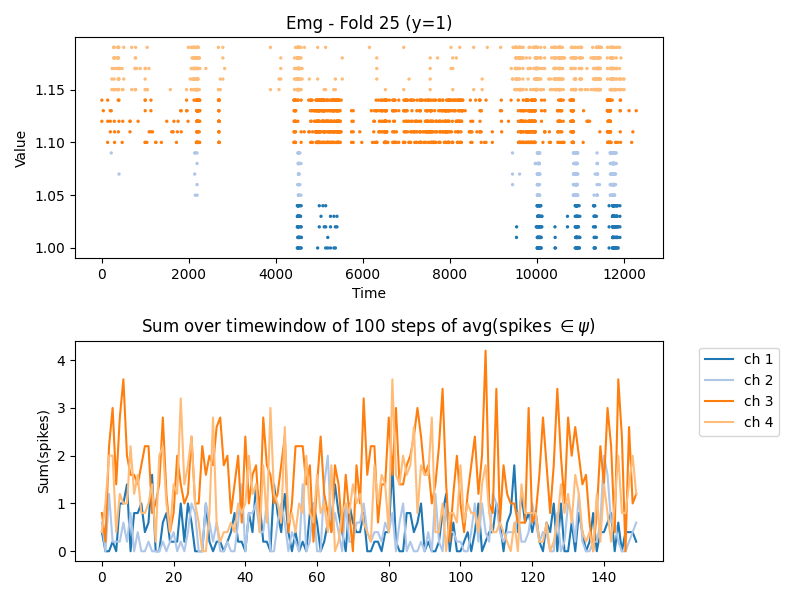 Emg - Fold 25 (y=1)
1.15
1.10
1.05
1.00
Value
0 2000 4000 6000 8000 10000 12000
Time
Sum over timewindow of 100 steps of avg(spikes ∈ ψ)
4
3
2
1
0
Sum(spikes)
0 20 40 60 80 100 120 140
ch 1
ch 2
ch 3
ch 4